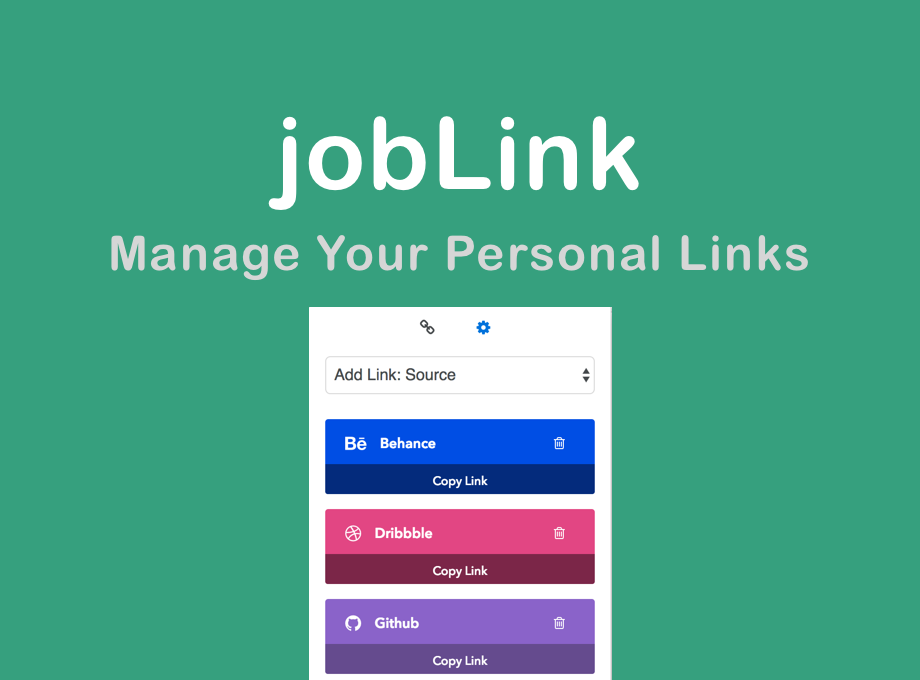 jobLink
Manage Your Personal Links
Add Link: Source
Bē Behance
Copy Link
Dribbble
Copy Link
Github
Copy Link